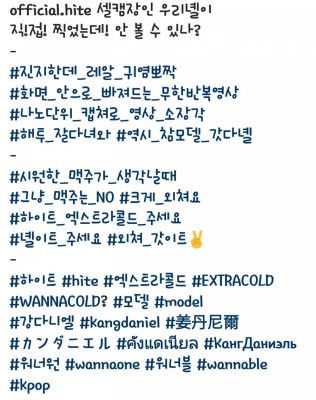 official.hite 셀캠장인 우리녤이
직!접! 찍었는데! 안 볼 수 있나?
-
#진지한데_레알_귀염뽀짝
#화면_안으로_빠져드는_무한반복영상
#나노단위_캡쳐로_영상_소장각
#해투_잘다녀와 #역시_참모델_갓다녤
-
#시원한_맥주가_생각날때
#그냥_맥주는_NO #크게_외쳐요
#하이트_엑스트라콜드_주세요
#녤이트_주세요 #외쳐_갓이트✌
-
#하이트 #hite #엑스트라콜드 #EXTRACOLD
#WANNACOLD? #모델 #model
#강다니엘 #kangdaniel #姜丹尼爾
#カンダニエル #คังแดเนียล #КангДаниэль
#워너원 #wannaone #워너블 #wannable
#kpop